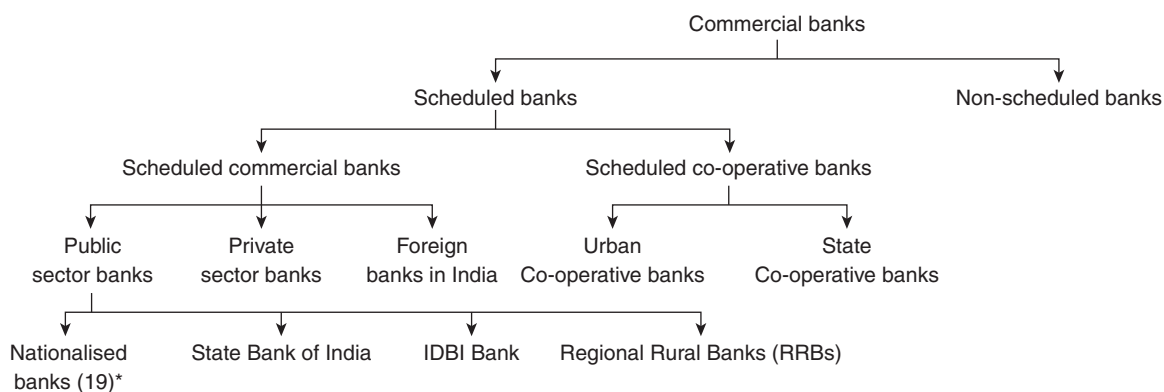 Commercial banks
Scheduled banks
Non-scheduled banks
Scheduled commercial banks
Scheduled co-operative banks
Public
sector banks
Private
sector banks
Foreign
banks in India
Urban
Co-operative banks
State
Co-operative banks
Nationalised
banks (19)*
State Bank of India
IDBI Bank
Regional Rural Banks (RRBs)